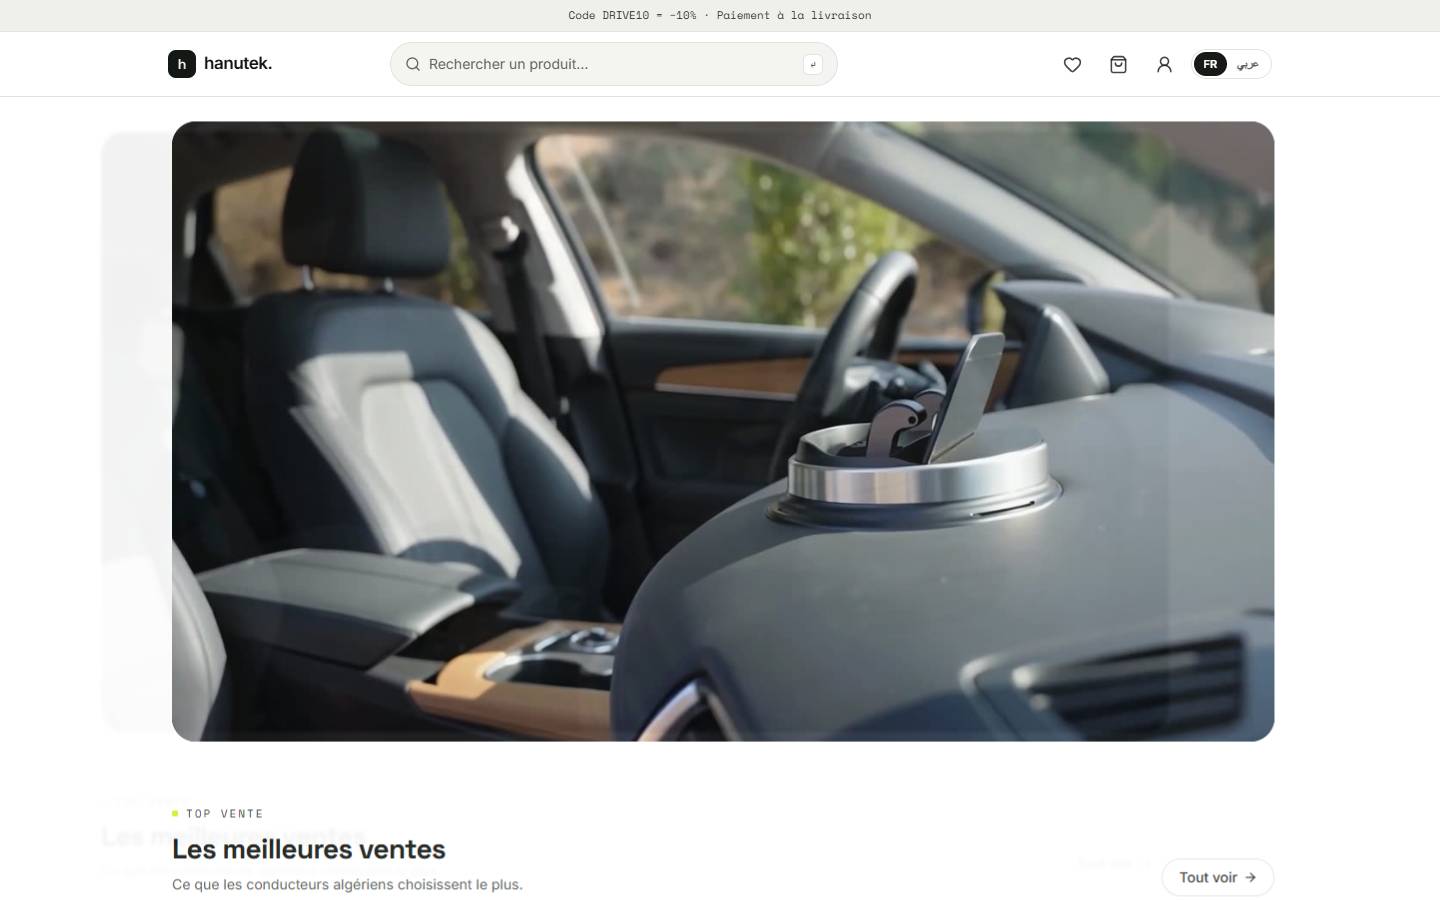 Code DRIVE10 = −10% · Paiement à la livraison
h hanutek.
Rechercher un produit…
FR عربي
TOP VENTE
Les meilleures ventes
Ce que les conducteurs algériens choisissent le plus.
Tout voir →